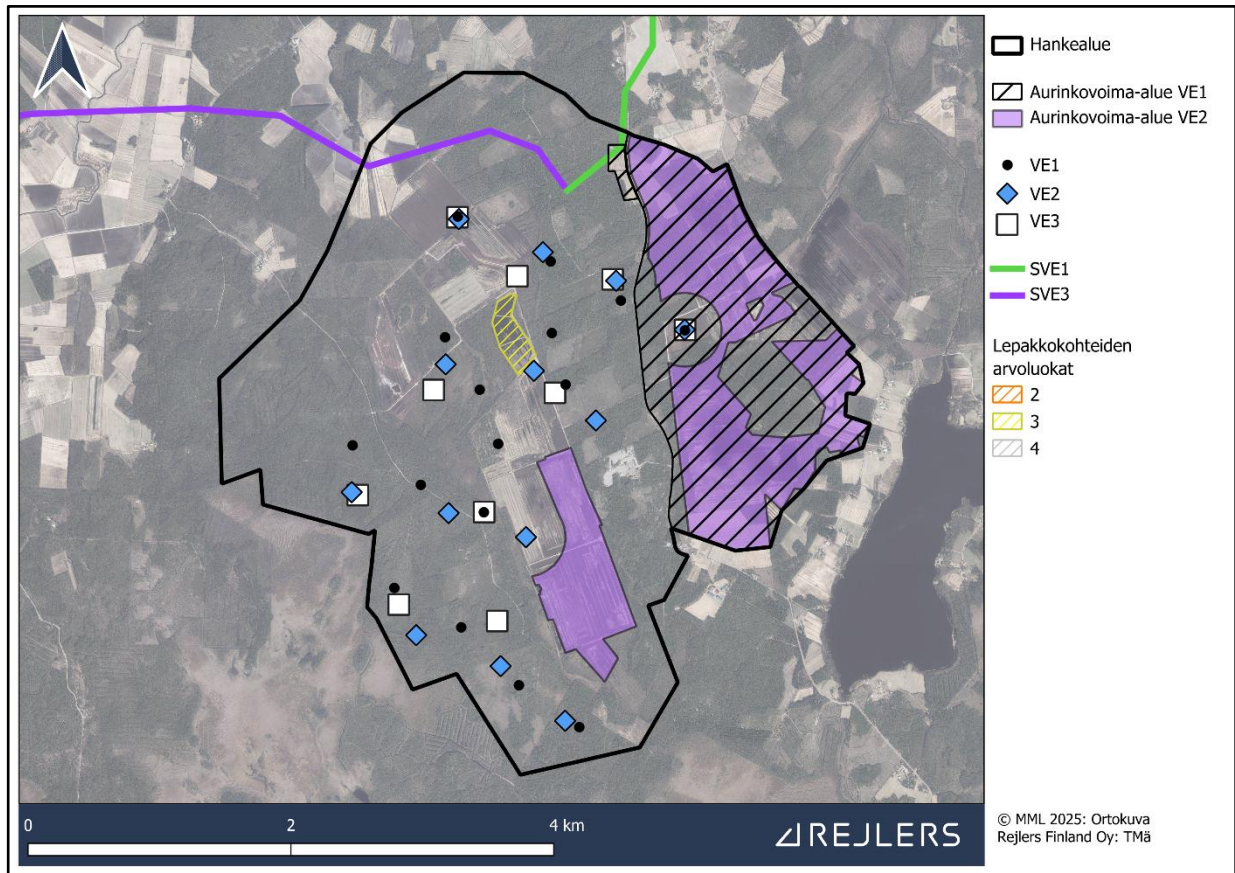 Hankealue
Aurinkovoima-alue VE1
Aurinkovoima-alue VE2
VE1
VE2
VE3
SVE1
SVE3
Lepakkokohteiden
arvoluokat
2
3
4
0
2
4 km
REJLERS
© MML 2025: Ortokuva
Rejlers Finland Oy: TMä